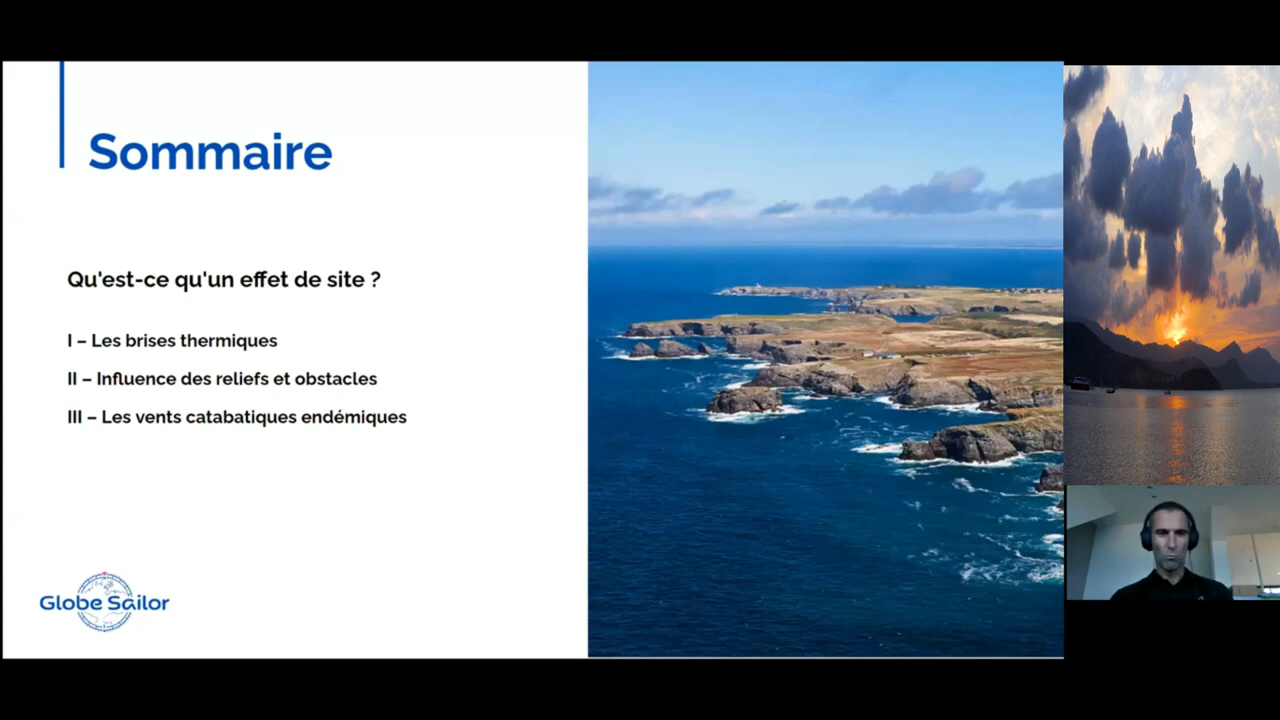 Sommaire
Qu'est-ce qu'un effet de site ?
I – Les brises thermiques
II – Influence des reliefs et obstacles
III – Les vents catabatiques endémiques
Globe Sailor